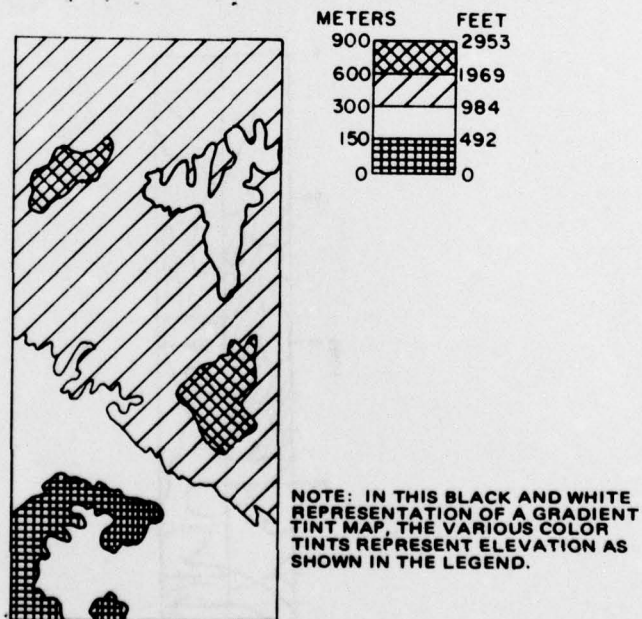 METERS FEET
900 2953
600 1969
300 984
150 492
0 0
NOTE: IN THIS BLACK AND WHITE
REPRESENTATION OF A GRADIENT
TINT MAP, THE VARIOUS COLOR
TINTS REPRESENT ELEVATION AS
SHOWN IN THE LEGEND.